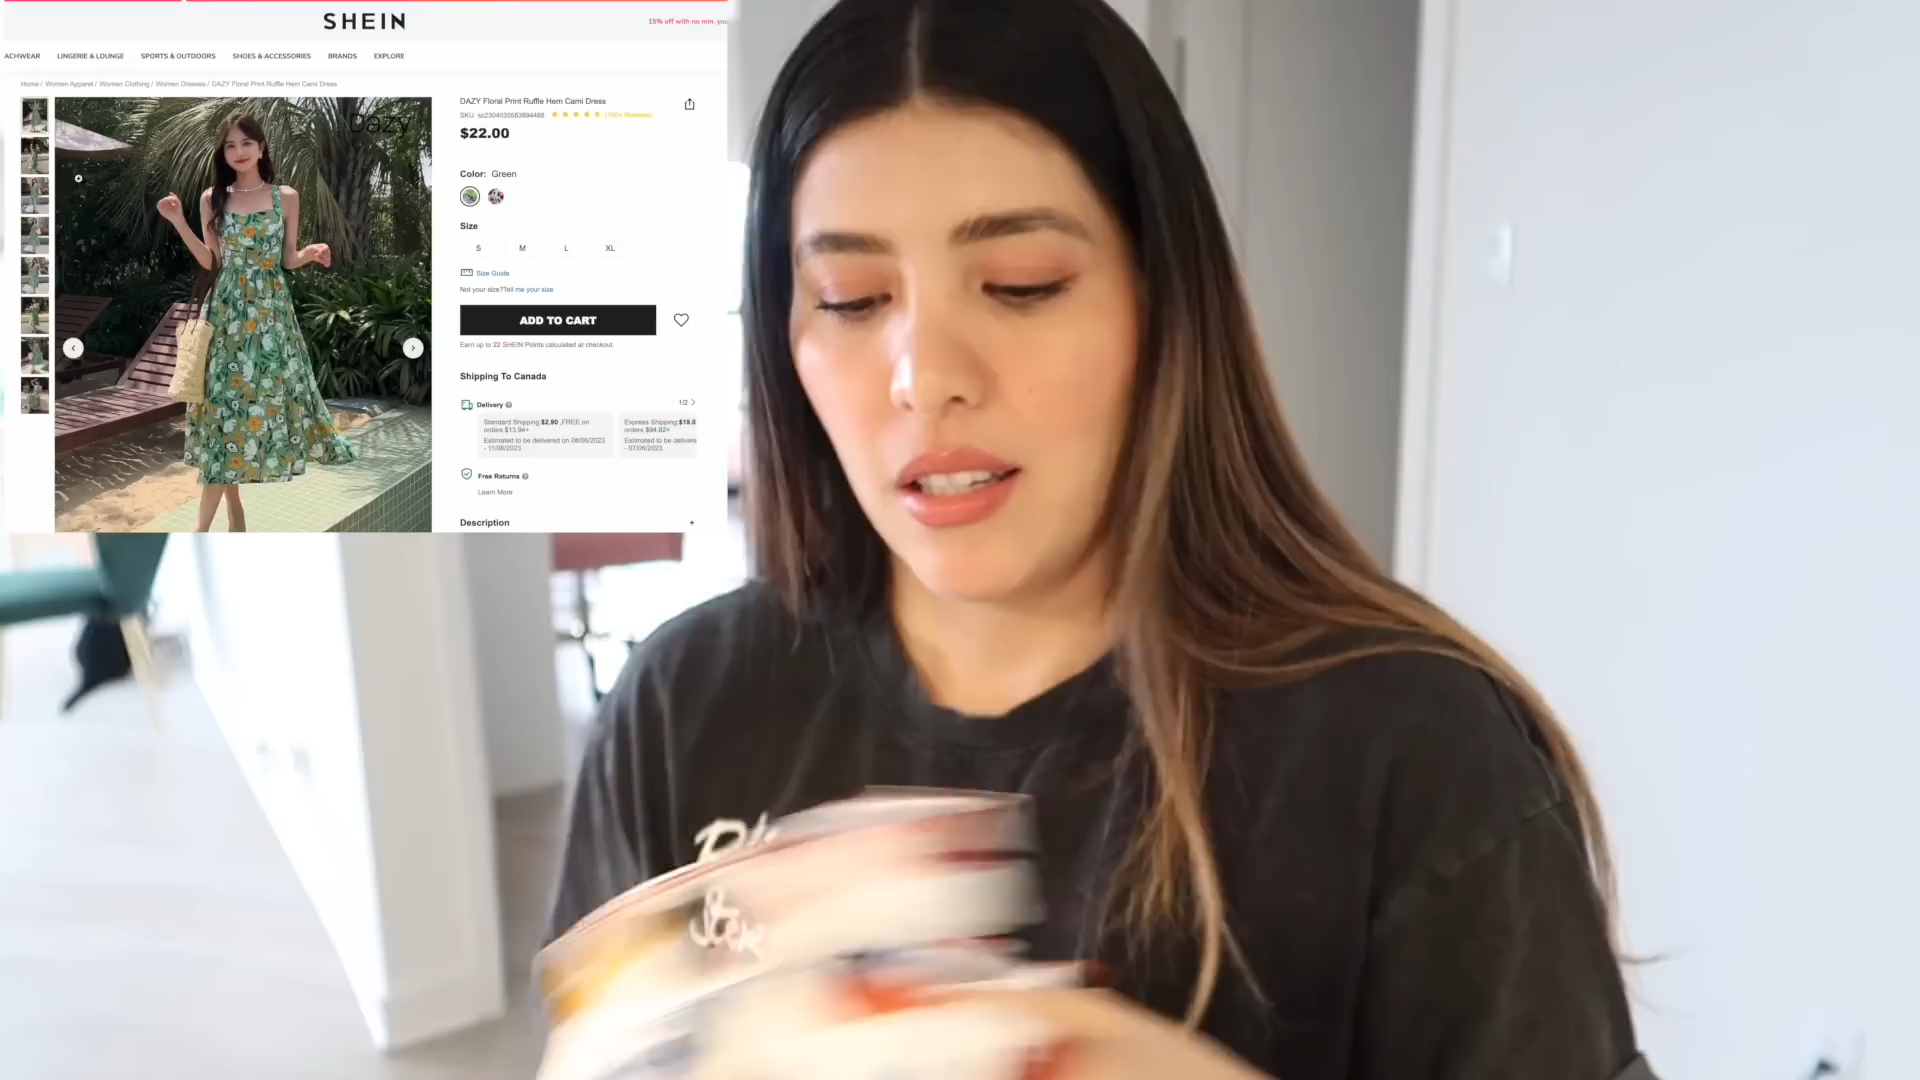 SHEIN
15% off with no min. you
ACHWEAR LINGERIE & LOUNGE SPORTS & OUTDOORS SHOES & ACCESSORIES BRANDS EXPLORE
Home / Women Apparel / Women Clothing / Women Dresses / DAZY Floral Print Ruffle Hem Cami Dress
Dazy
DAZY Floral Print Ruffle Hem Cami Dress
SKU: sz2304035583894488 (100+ Reviews)
$22.00
Color: Green
Size
S M L XL
Size Guide
Not your size?Tell me your size
ADD TO CART
Earn up to 22 SHEIN Points calculated at checkout.
Shipping To Canada
Delivery
1/2
Standard Shipping:$2.90 ,FREE on
orders $13.94+
Estimated to be delivered on 08/06/2023
- 11/06/2023
Express Shipping:$19.0
orders $94.62+
Estimated to be delivere
- 07/06/2023
Free Returns
Learn More
Description +
&